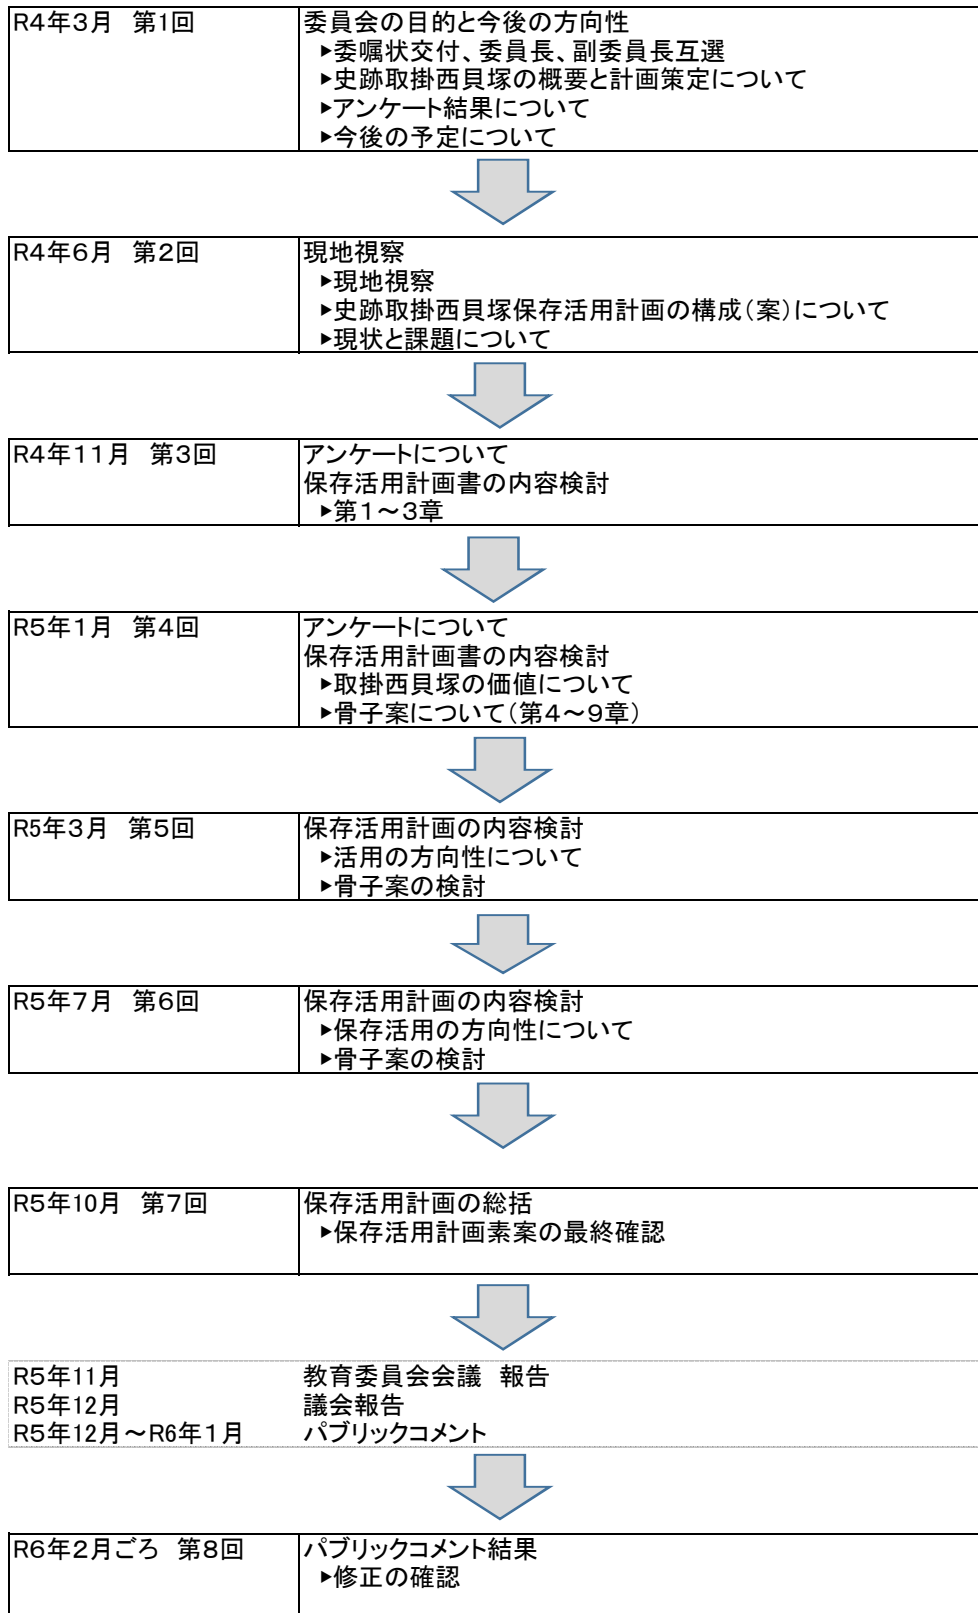 R4年3月　第1回　委員会の目的と今後の方向性
▶委嘱状交付、委員長、副委員長互選
▶史跡取掛西貝塚の概要と計画策定について
▶アンケート結果について
▶今後の予定について
R4年6月　第2回　現地視察
▶現地視察
▶史跡取掛西貝塚保存活用計画の構成（案）について
▶現状と課題について
R4年11月　第3回　アンケートについて
保存活用計画書の内容検討
▶第1～3章
R5年1月　第4回　アンケートについて
保存活用計画書の内容検討
▶取掛西貝塚の価値について
▶骨子案について（第4～9章）
R5年3月　第5回　保存活用計画の内容検討
▶活用の方向性について
▶骨子案の検討
R5年7月　第6回　保存活用計画の内容検討
▶保存活用の方向性について
▶骨子案の検討
R5年10月　第7回　保存活用計画の総括
▶保存活用計画素案の最終確認
R5年11月　教育委員会会議　報告
R5年12月　議会報告
R5年12月～R6年1月　パブリックコメント
R6年2月ごろ　第8回　パブリックコメント結果
▶修正の確認